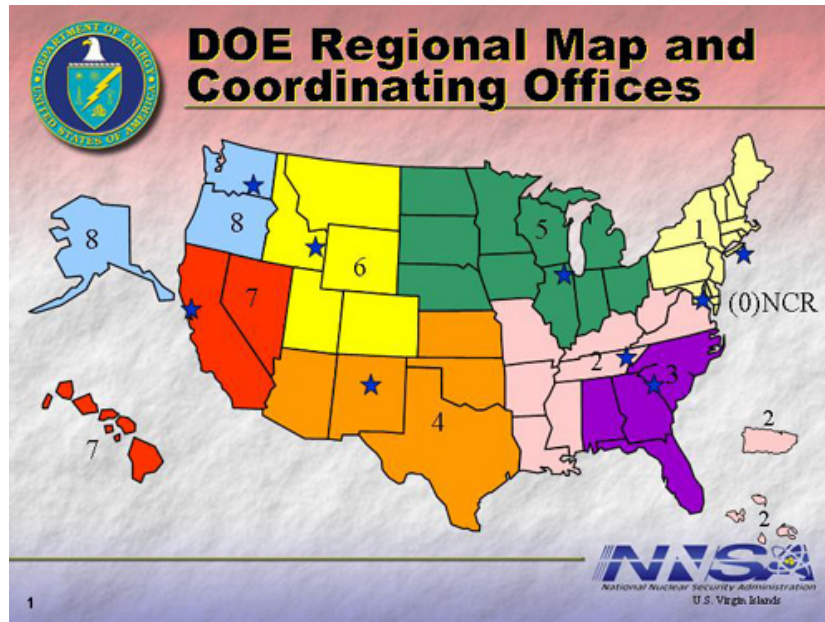 DOE Regional Map and
Coordinating Offices
DEPARTMENT OF ENERGY
UNITED STATES OF AMERICA
8
8
5
1
6
7
(0)NCR
2
3
4
7
2
2
NNSA
National Nuclear Security Administration
U.S. Virgin Islands
1